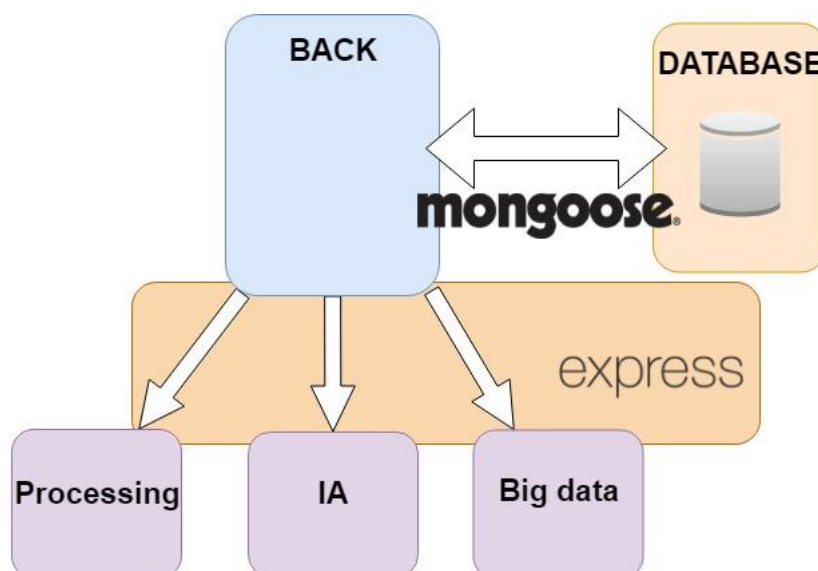 BACK
DATABASE
mongoose®
express
Processing
IA
Big data